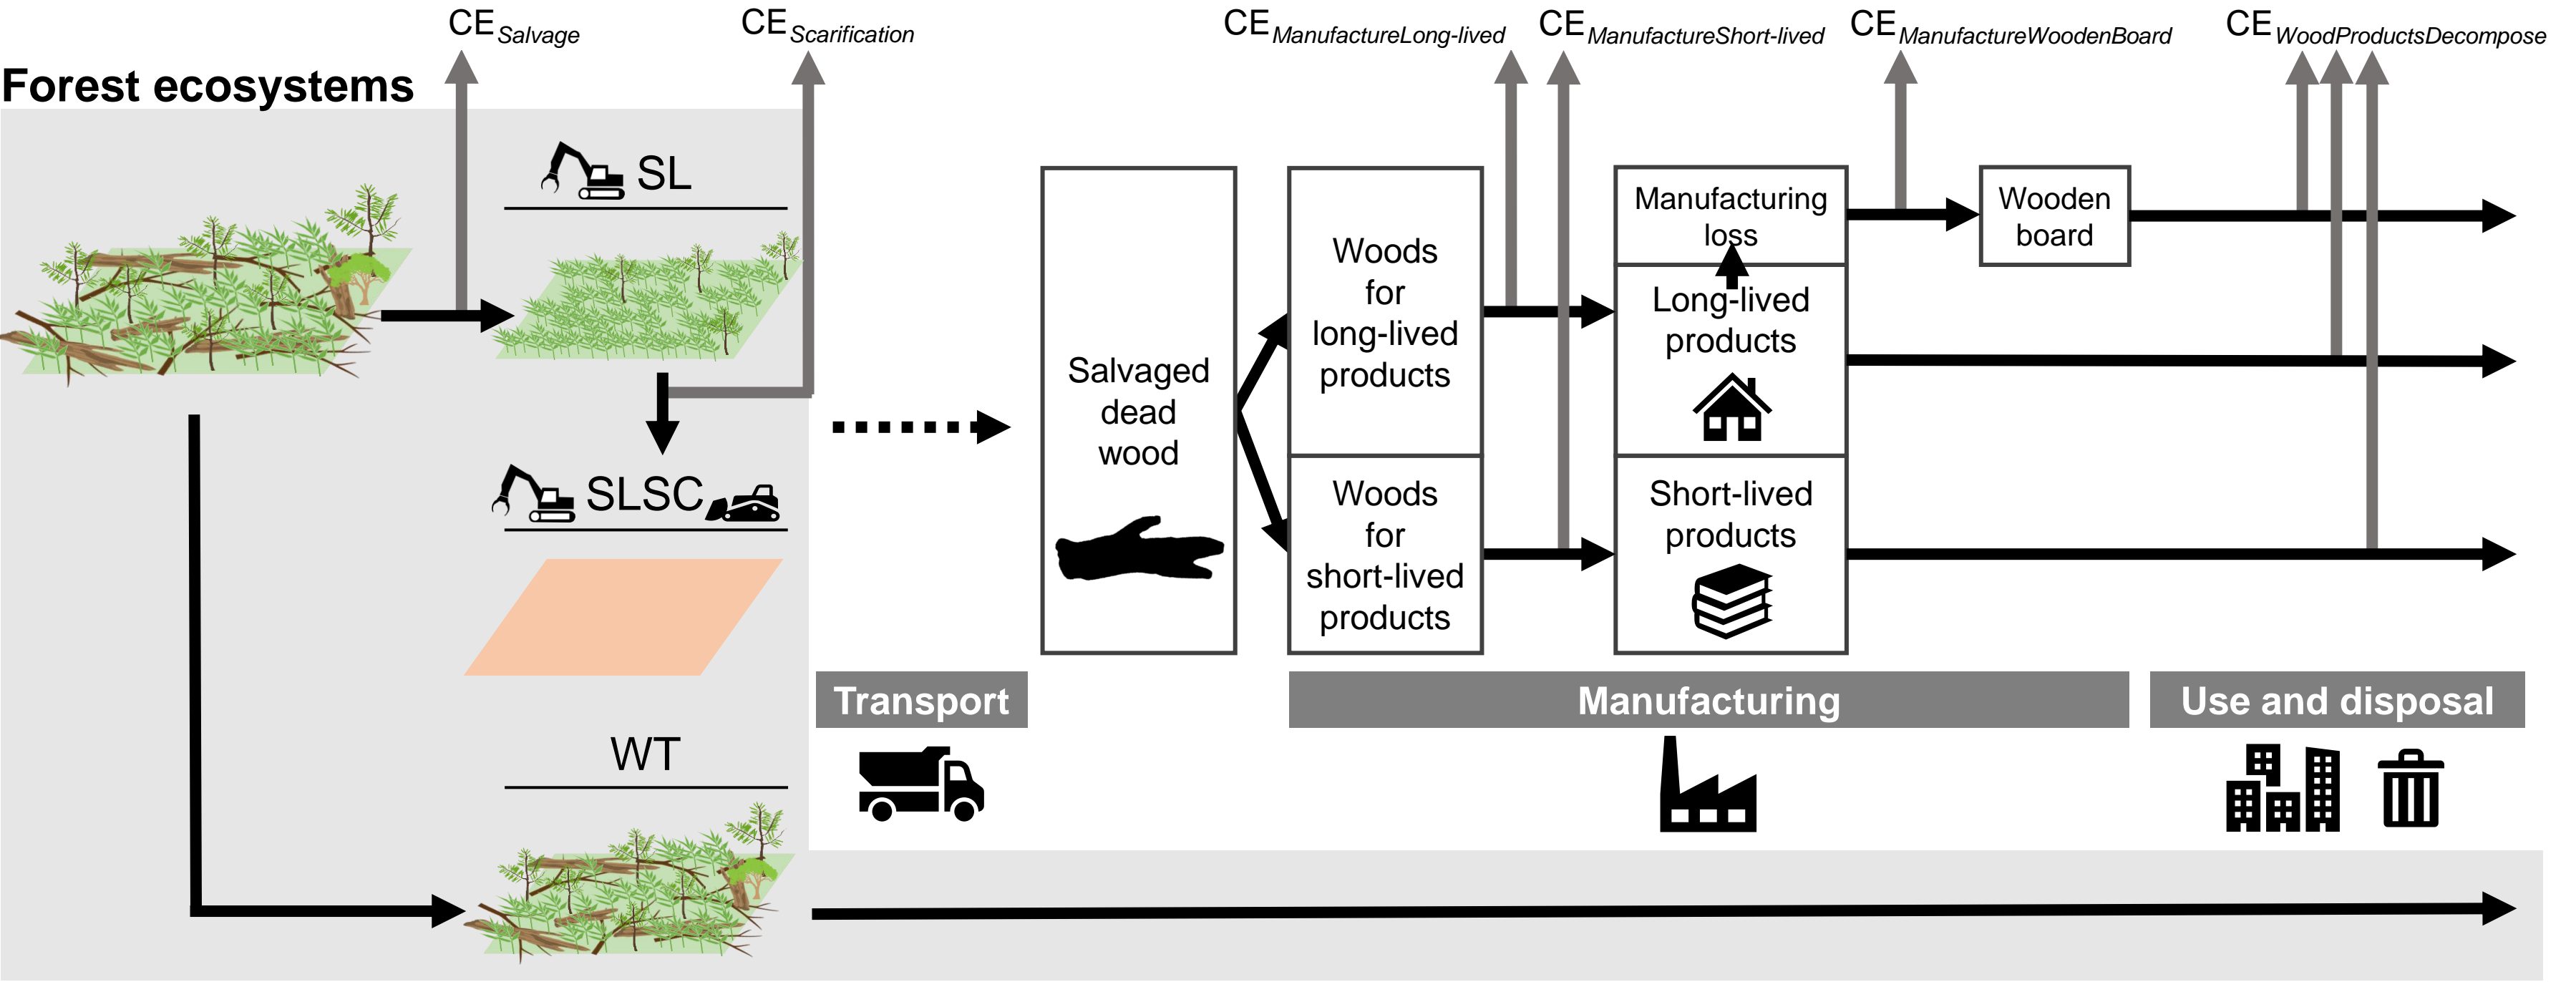 CE Salvage
CE Scarification
CE ManufactureLong-lived
CE ManufactureShort-lived
CE ManufactureWoodenBoard
CE WoodProductsDecompose
Forest ecosystems
SL
SLSC
WT
Salvaged
dead
wood
Woods
for
long-lived
products
Woods
for
short-lived
products
Manufacturing
loss
Long-lived
products
Short-lived
products
Wooden
board
Transport
Manufacturing
Use and disposal